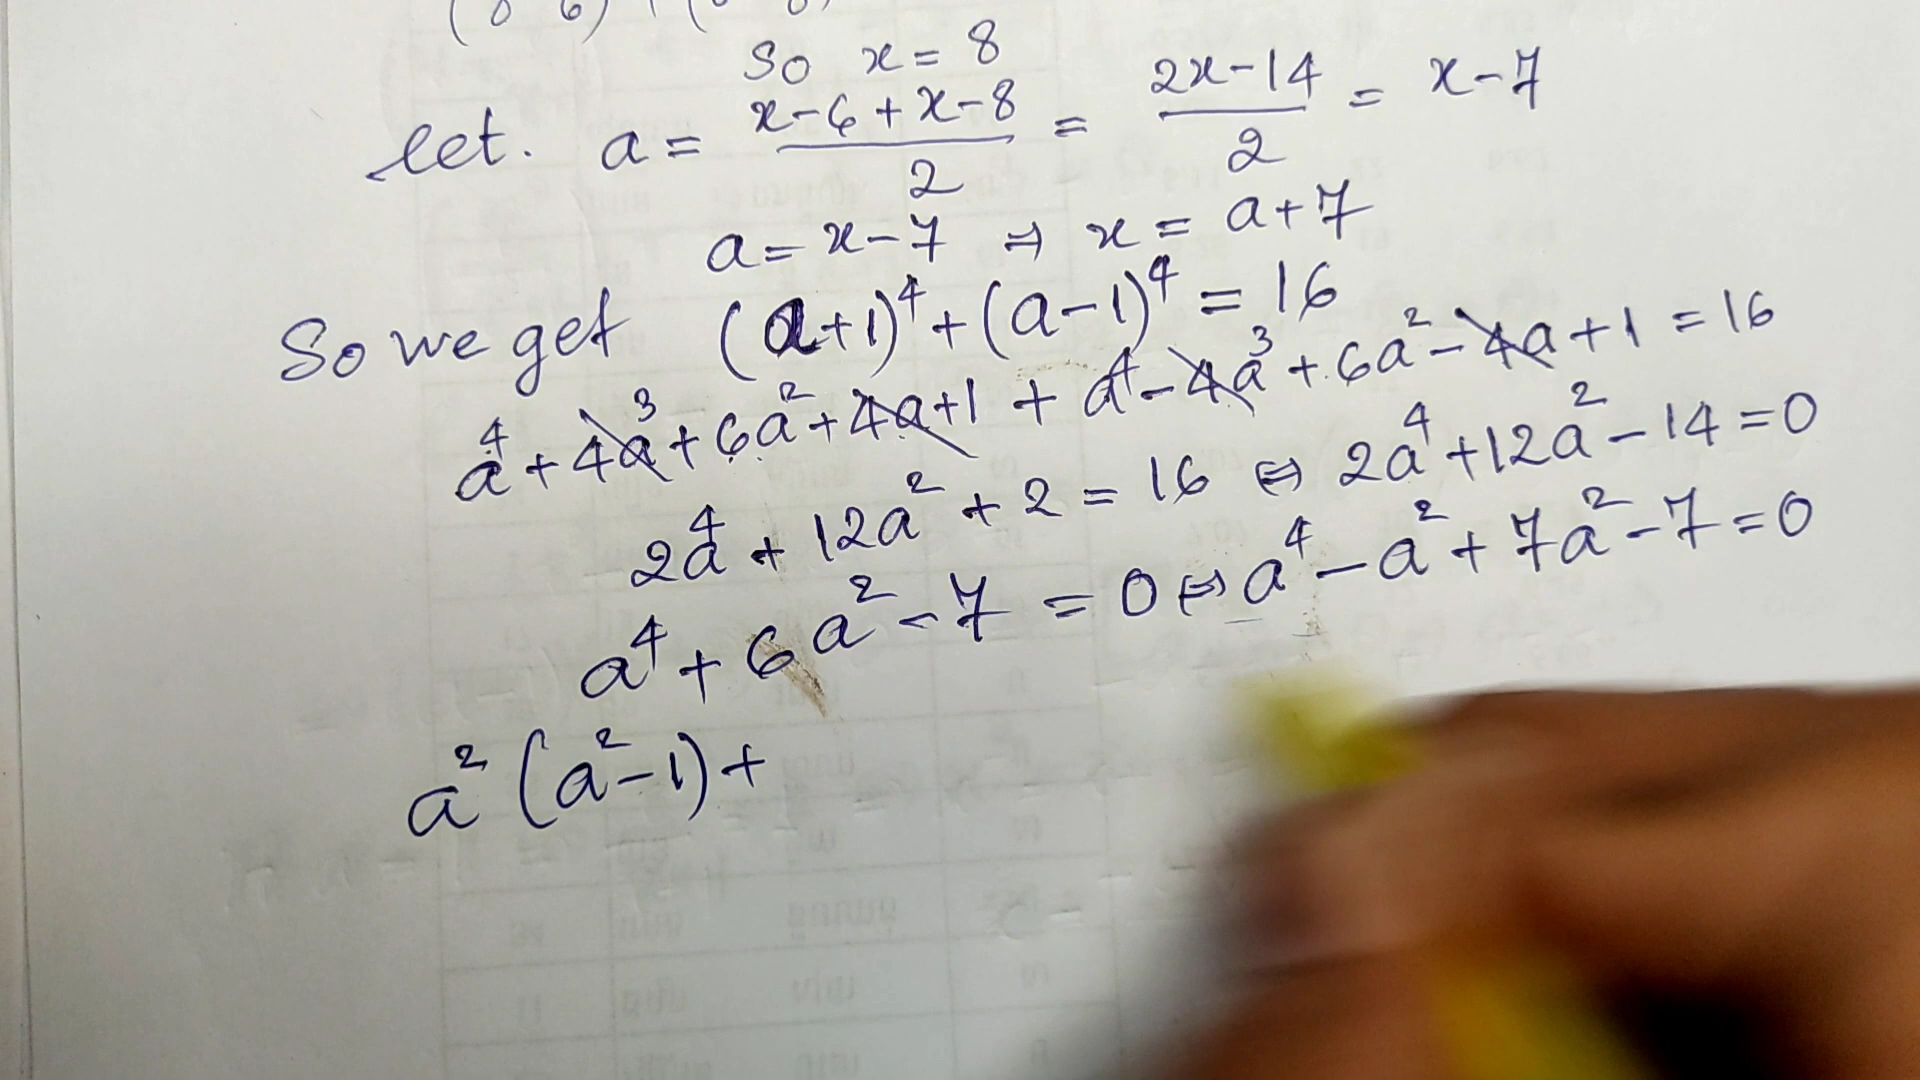 So x = 8
let. a = (x-6+x-8)/2 = (2x-14)/2 = x-7
a = x-7 ⇒ x = a+7
So we get (a+1)⁴+(a-1)⁴ = 16
a⁴+4a³+6a²+4a+1 + a⁴-4a³+6a²-4a+1 = 16
2a⁴+12a²+2 = 16 ⇔ 2a⁴+12a²-14=0
a⁴+6a²-7 = 0 ⇔ a⁴-a²+7a²-7=0
a²(a²-1)+